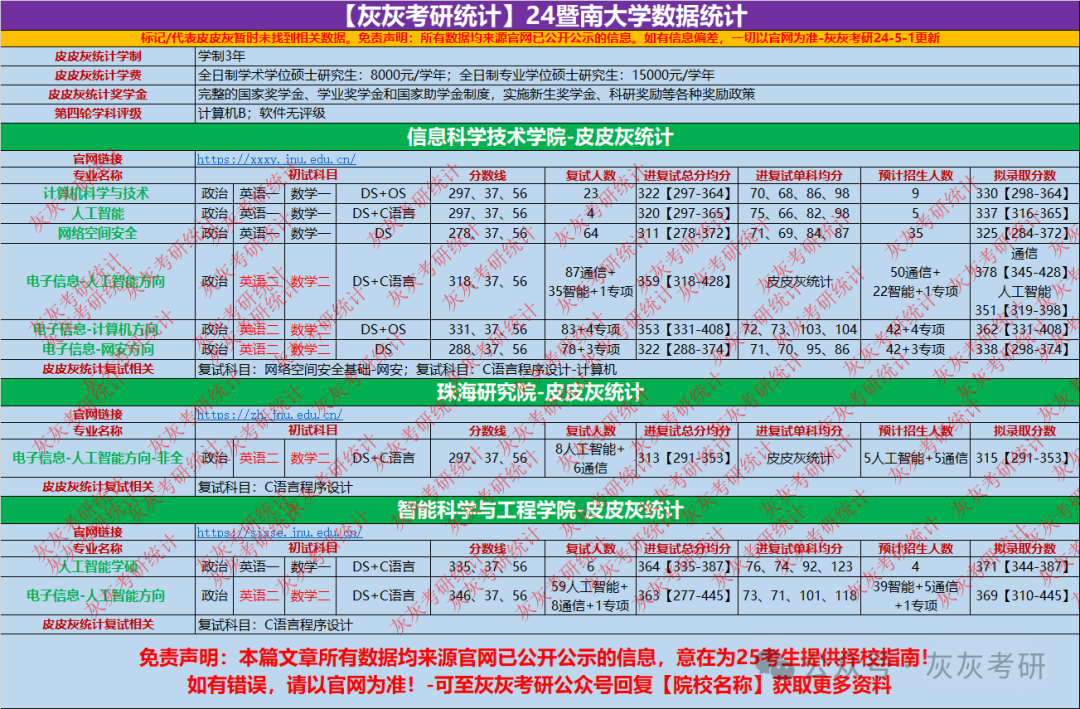 【灰灰考研统计】24暨南大学数据统计
标记/代表皮皮灰暂时未找到相关数据。免责声明：所有数据均来源官网已公开公示的信息。如有信息偏差，一切以官网为准-灰灰考研24-5-1更新
皮皮灰统计学制 学制3年
皮皮灰统计学费 全日制学术学位硕士研究生：8000元/学年；全日制专业学位硕士研究生：15000元/学年
皮皮灰统计奖学金 完整的国家奖学金、学业奖学金和国家助学金制度，实施新生奖学金、科研奖励等各种奖励政策
第四轮学科评级 计算机B；软件无评级
信息科学技术学院-皮皮灰统计
官网链接 https://xxxy.jnu.edu.cn/
专业名称 初试科目 分数线 复试人数 进复试总分均分 进复试单科均分 预计招生人数 拟录取分数
计算机科学与技术 政治 英语一 数学一 DS+OS 297、37、56 23 322【297-364】 70、68、86、98 9 330【298-364】
人工智能 政治 英语一 数学一 DS+C语言 297、37、56 4 320【297-365】 75、66、82、98 5 337【316-365】
网络空间安全 政治 英语一 数学一 DS 278、37、56 64 311【278-372】 71、69、84、87 35 325【284-372】
电子信息-人工智能方向 政治 英语二 数学二 DS+C语言 318、37、56 87通信+35智能+1专项 359【318-428】 皮皮灰统计 50通信+22智能+1专项 通信378【345-428】人工智能351【319-398】
电子信息-计算机方向 政治 英语二 数学二 DS+OS 331、37、56 83+4专项 353【331-408】 72、73、103、104 42+4专项 362【331-408】
电子信息-网安方向 政治 英语二 数学二 DS 288、37、56 78+3专项 322【288-374】 71、70、95、86 42+3专项 338【298-374】
皮皮灰统计复试相关 复试科目：网络空间安全基础-网安；复试科目：C语言程序设计-计算机
珠海研究院-皮皮灰统计
官网链接 https://zh.jnu.edu.cn/
专业名称 初试科目 分数线 复试人数 进复试总分均分 进复试单科均分 预计招生人数 拟录取分数
电子信息-人工智能方向-非全 政治 英语二 数学二 DS+C语言 297、37、56 8人工智能+6通信 313【291-353】 皮皮灰统计 5人工智能+5通信 315【291-353】
皮皮灰统计复试相关 复试科目：C语言程序设计
智能科学与工程学院-皮皮灰统计
官网链接 https://sisse.jnu.edu.cn/
专业名称 初试科目 分数线 复试人数 进复试总分均分 进复试单科均分 预计招生人数 拟录取分数
人工智能学硕 政治 英语一 数学一 DS+C语言 335、37、56 6 364【335-387】 76、74、92、123 4 371【344-387】
电子信息-人工智能方向 政治 英语二 数学二 DS+C语言 346、37、56 59人工智能+8通信+1专项 363【277-445】 73、71、101、118 39智能+5通信+1专项 369【310-445】
皮皮灰统计复试相关 复试科目：C语言程序设计
免责声明：本篇文章所有数据均来源官网已公开公示的信息，意在为25考生提供择校指南！
如有错误，请以官网为准！-可至灰灰考研公众号回复【院校名称】获取更多资料
公众号 灰灰考研